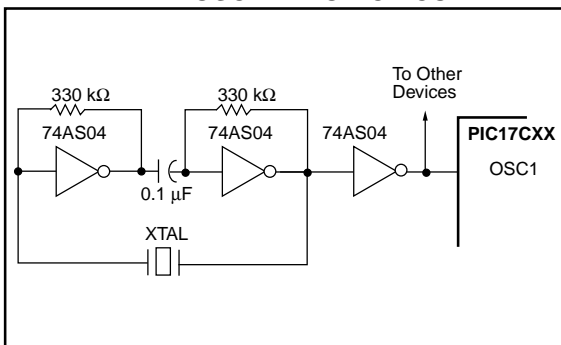 To Other
Devices
330 kΩ
330 kΩ
74AS04
74AS04
74AS04
PIC17CXX
OSC1
0.1 µF
XTAL